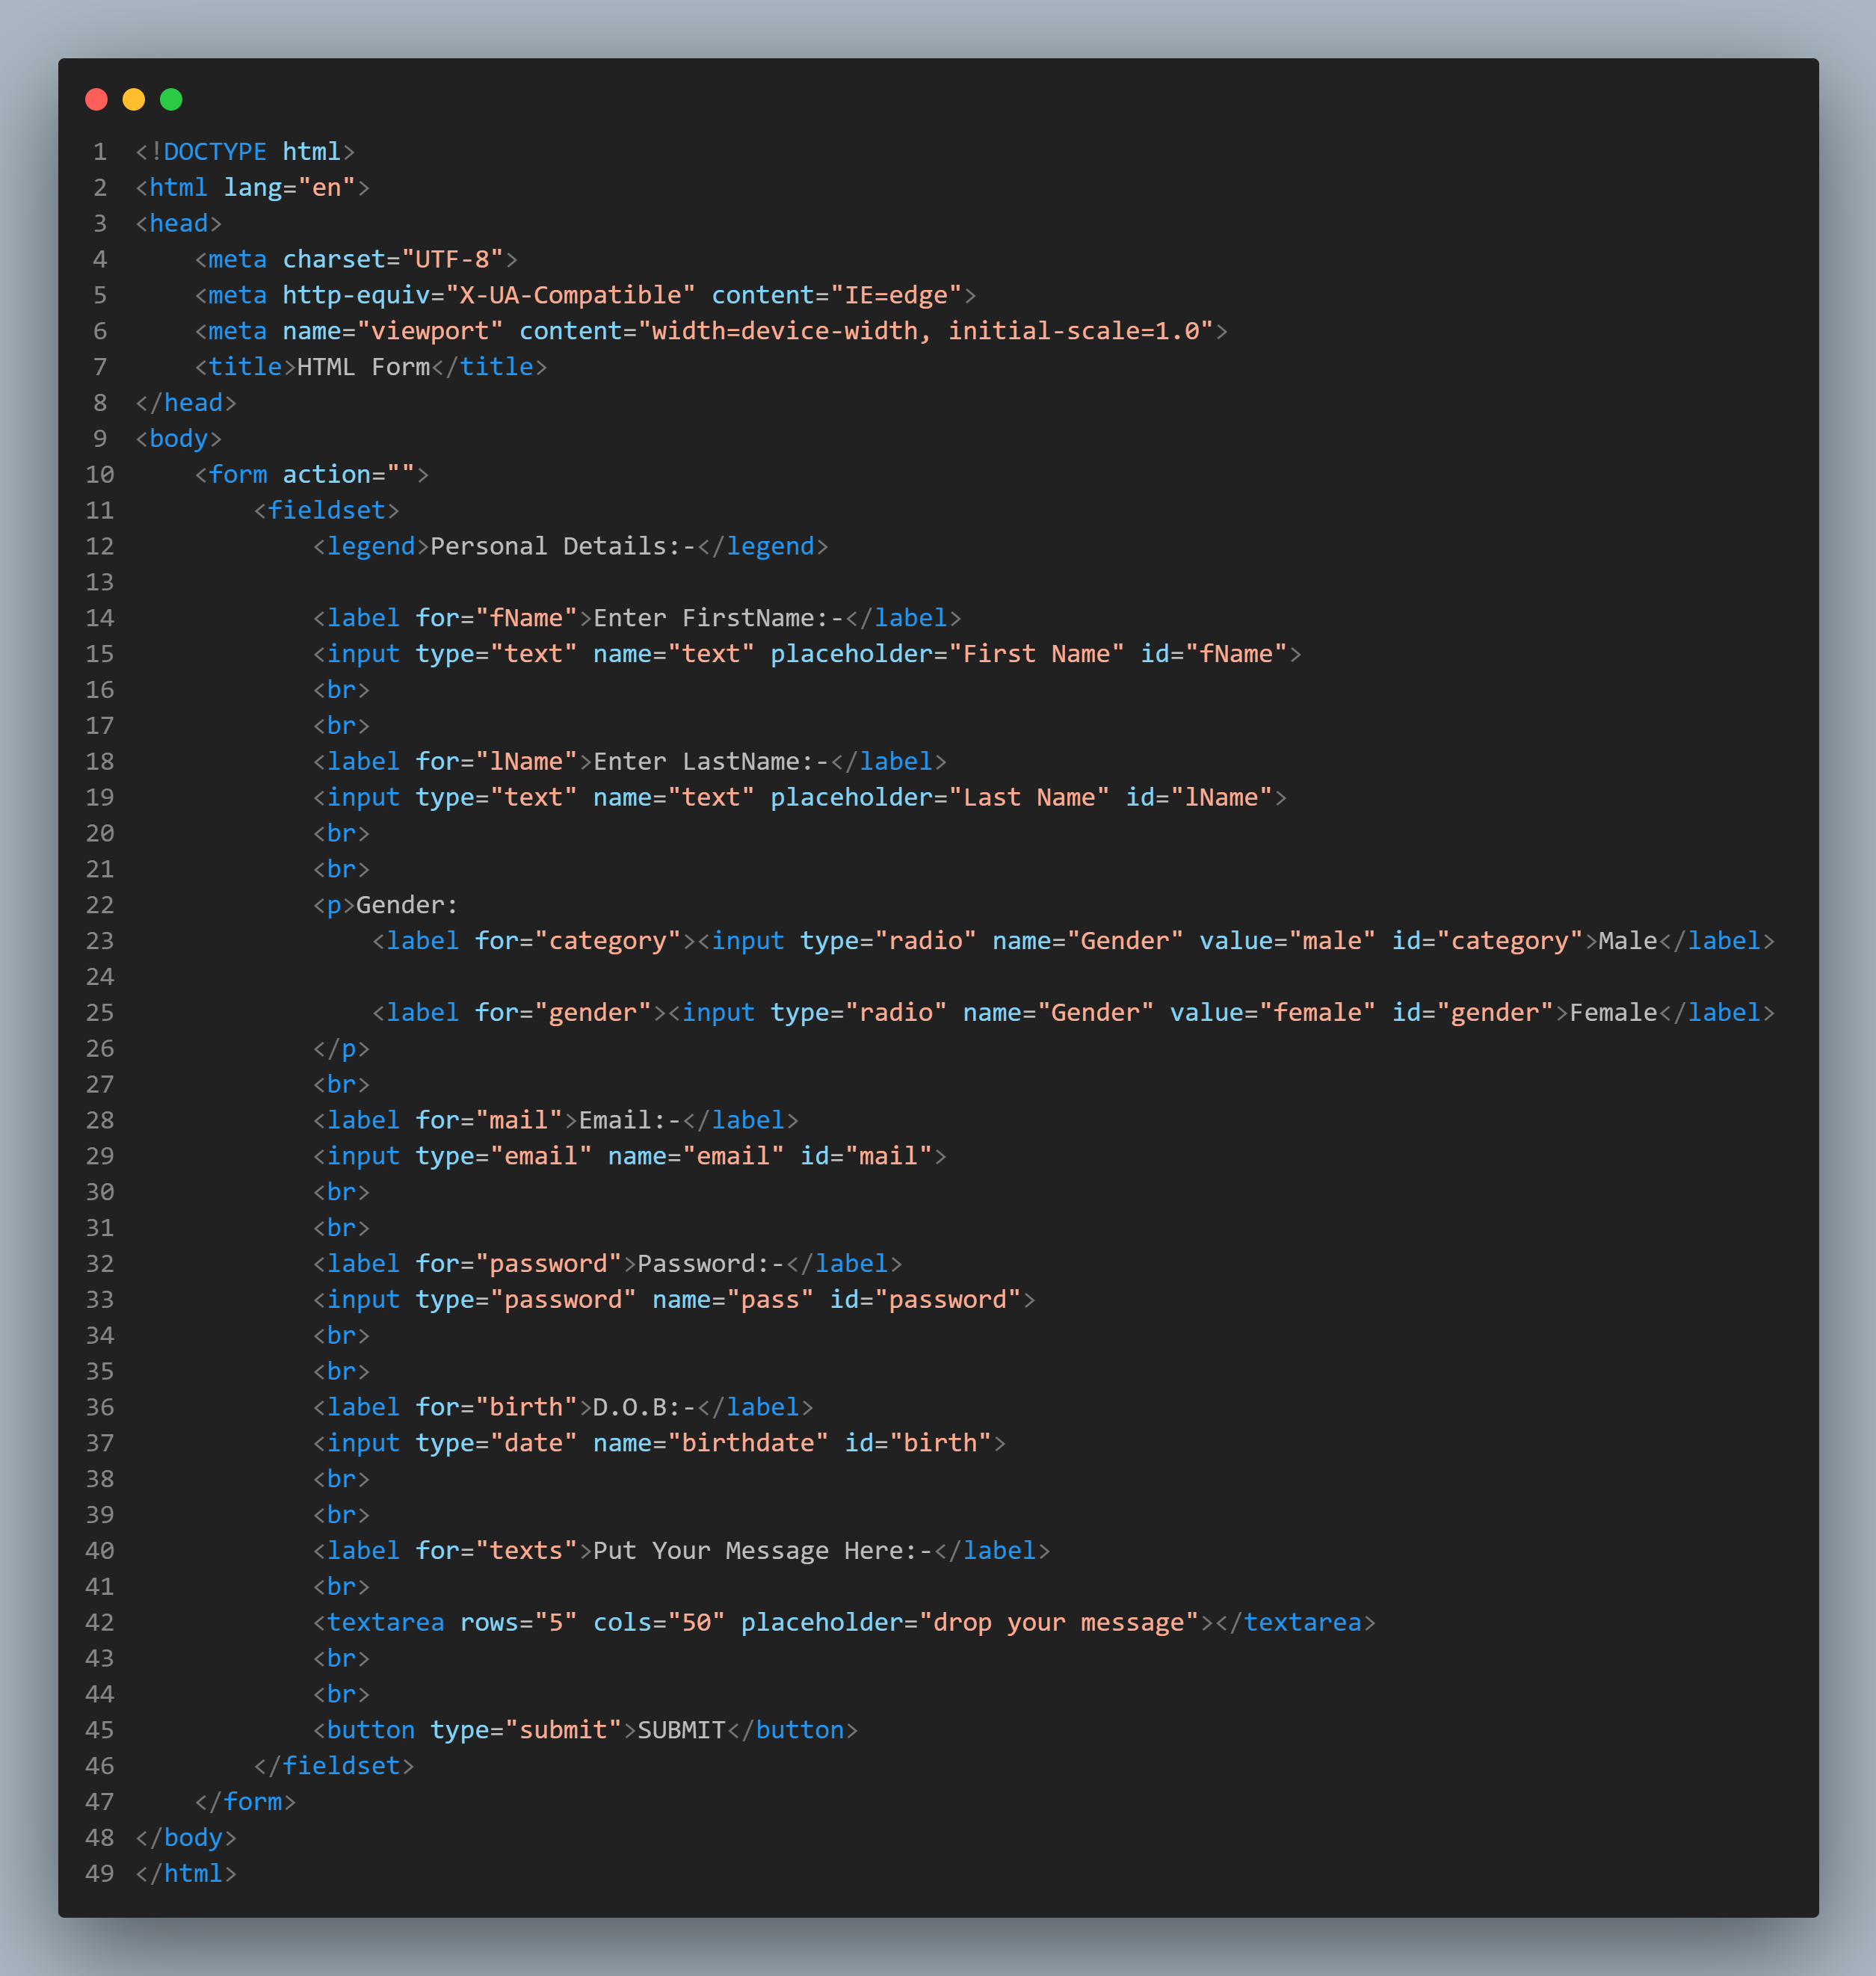 1 <!DOCTYPE html>
2 <html lang="en">
3 <head>
4     <meta charset="UTF-8">
5     <meta http-equiv="X-UA-Compatible" content="IE=edge">
6     <meta name="viewport" content="width=device-width, initial-scale=1.0">
7     <title>HTML Form</title>
8 </head>
9 <body>
10     <form action="">
11         <fieldset>
12             <legend>Personal Details:-</legend>
13
14             <label for="fName">Enter FirstName:-</label>
15             <input type="text" name="text" placeholder="First Name" id="fName">
16             <br>
17             <br>
18             <label for="lName">Enter LastName:-</label>
19             <input type="text" name="text" placeholder="Last Name" id="lName">
20             <br>
21             <br>
22             <p>Gender:
23                 <label for="category"><input type="radio" name="Gender" value="male" id="category">Male</label>
24
25                 <label for="gender"><input type="radio" name="Gender" value="female" id="gender">Female</label>
26             </p>
27             <br>
28             <label for="mail">Email:-</label>
29             <input type="email" name="email" id="mail">
30             <br>
31             <br>
32             <label for="password">Password:-</label>
33             <input type="password" name="pass" id="password">
34             <br>
35             <br>
36             <label for="birth">D.O.B:-</label>
37             <input type="date" name="birthdate" id="birth">
38             <br>
39             <br>
40             <label for="texts">Put Your Message Here:-</label>
41             <br>
42             <textarea rows="5" cols="50" placeholder="drop your message"></textarea>
43             <br>
44             <br>
45             <button type="submit">SUBMIT</button>
46         </fieldset>
47     </form>
48 </body>
49 </html>